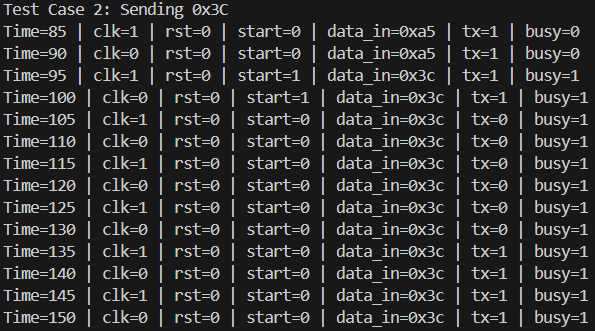 Test Case 2: Sending 0x3C
Time=85 | clk=1 | rst=0 | start=0 | data_in=0xa5 | tx=1 | busy=0
Time=90 | clk=0 | rst=0 | start=0 | data_in=0xa5 | tx=1 | busy=0
Time=95 | clk=1 | rst=0 | start=1 | data_in=0x3c | tx=1 | busy=1
Time=100 | clk=0 | rst=0 | start=1 | data_in=0x3c | tx=1 | busy=1
Time=105 | clk=1 | rst=0 | start=0 | data_in=0x3c | tx=0 | busy=1
Time=110 | clk=0 | rst=0 | start=0 | data_in=0x3c | tx=0 | busy=1
Time=115 | clk=1 | rst=0 | start=0 | data_in=0x3c | tx=0 | busy=1
Time=120 | clk=0 | rst=0 | start=0 | data_in=0x3c | tx=0 | busy=1
Time=125 | clk=1 | rst=0 | start=0 | data_in=0x3c | tx=0 | busy=1
Time=130 | clk=0 | rst=0 | start=0 | data_in=0x3c | tx=0 | busy=1
Time=135 | clk=1 | rst=0 | start=0 | data_in=0x3c | tx=1 | busy=1
Time=140 | clk=0 | rst=0 | start=0 | data_in=0x3c | tx=1 | busy=1
Time=145 | clk=1 | rst=0 | start=0 | data_in=0x3c | tx=1 | busy=1
Time=150 | clk=0 | rst=0 | start=0 | data_in=0x3c | tx=1 | busy=1